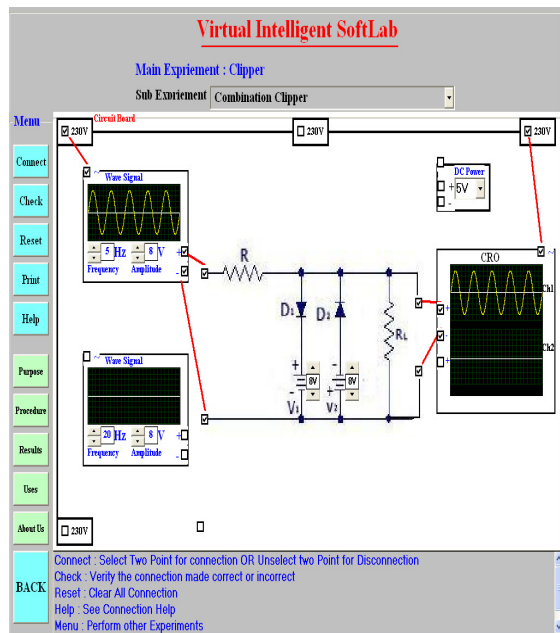 Virtual Intelligent SoftLab
Main Expriement : Clipper
Sub Expriement Combination Clipper
Menu
Circuit Board
230V
230V
230V
Connect
Check
Reset
Print
Help
Purpose
Procedure
Results
Uses
About Us
BACK
~ Wave Signal
5 Hz 8 V +
Frequency Amplitude -
~ Wave Signal
20 Hz 8 V +
Frequency Amplitude -
230V
R
D1 D2
RL
+ 8V - 8V
- V1 + V2
DC Power
+ 5V
-
~
CRO
Ch1
Ch2
+
-
+
Connect : Select Two Point for connection OR Unselect two Point for Disconnection
Check : Verify the connection made correct or incorrect
Reset : Clear All Connection
Help : See Connection Help
Menu : Perform other Experiments